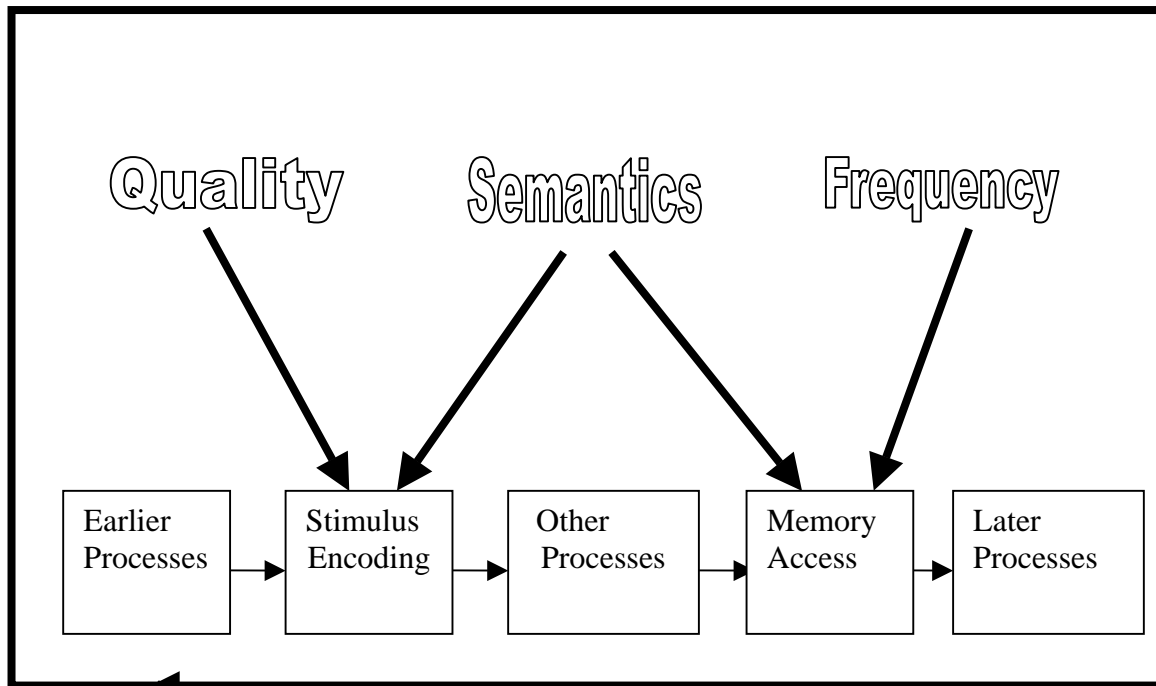 Quality
Semantics
Frequency
Earlier
Processes
Stimulus
Encoding
Other
Processes
Memory
Access
Later
Processes